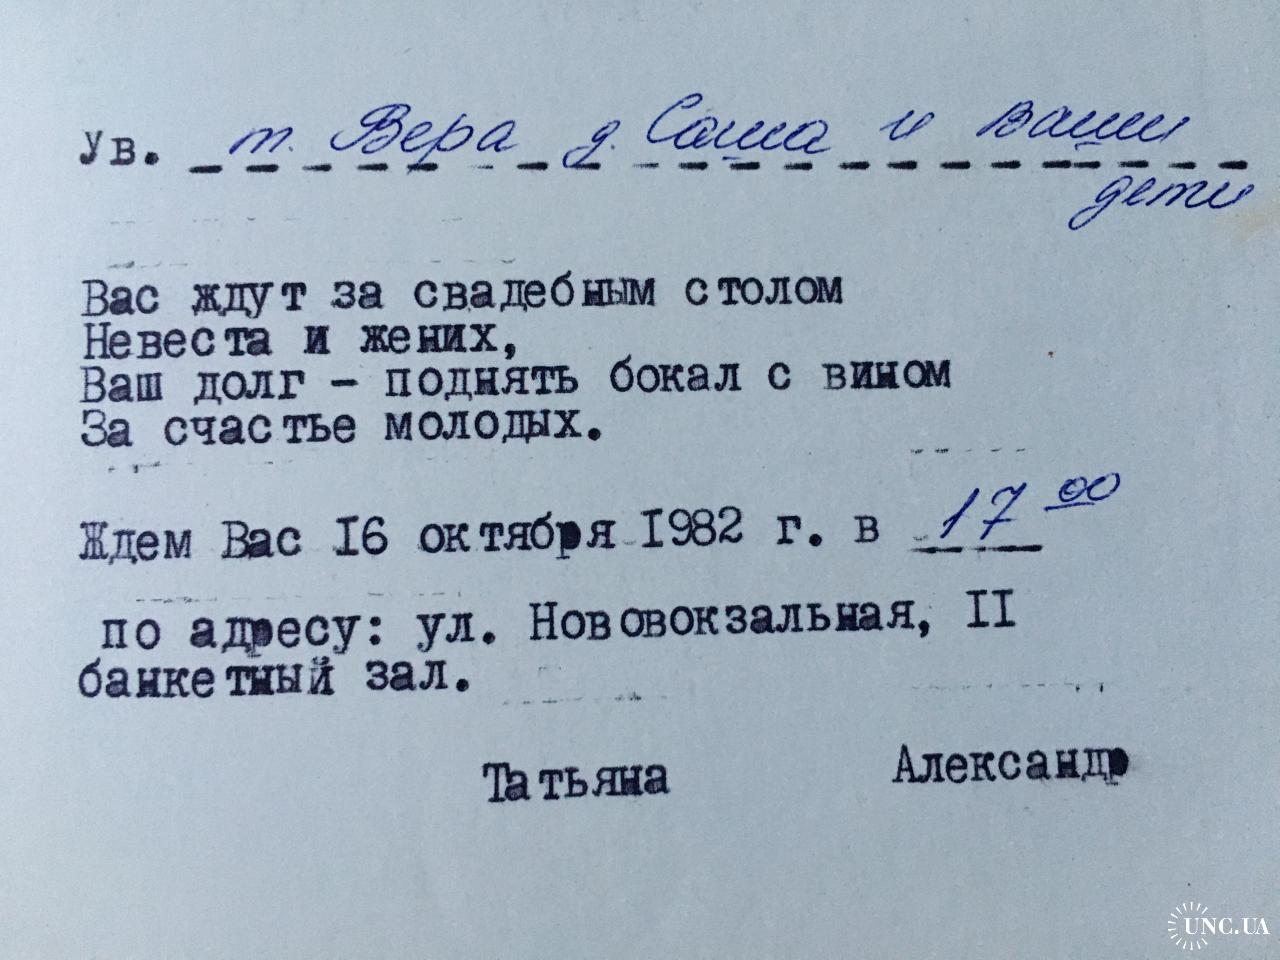 Ув. т. Вера д. Саша и ваши
дети
Вас ждут за свадебным столом
Невеста и жених,
Ваш долг - поднять бокал с вином
За счастье молодых.
Ждем Вас 16 октября 1982 г. в 17 00
по адресу: ул. Нововокзальная, II
банкетный зал.
Татьяна Александр
UNC.UA